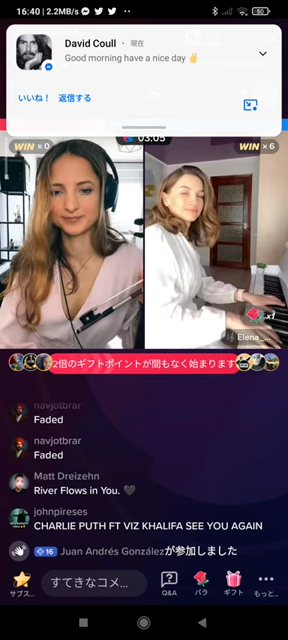 16:40 | 2.2MB/s
50
David Coull ・ 現在
Good morning have a nice day ✌
いいね！ 返信する
03:05
WIN × 0
WIN × 6
x1
Elena_...
2倍のギフトポイントが間もなく始まります
navjotbrar
Faded
navjotbrar
Faded
Matt Dreizehn
River Flows in You. 🖤
johnpireses
CHARLIE PUTH FT VIZ KHALIFA SEE YOU AGAIN
16 Juan Andrés Gonzálezが参加しました
サブス...
すてきなコメ...
Q&A
バラ
ギフト
もっと...